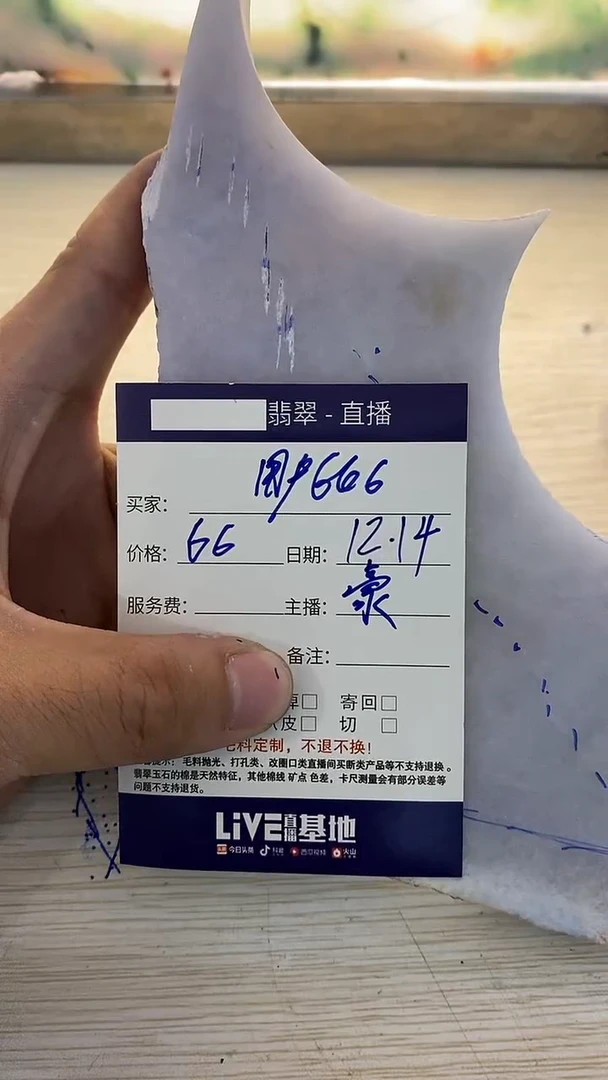 翡翠 - 直播
买家： 用户666
价格： 66 日期： 12.14
服务费： 主播： 豪
备注：
寄回□
皮□ 切 □
毛料定制，不退不换！
提示：毛料抛光、打孔类、改圈口类直播间买断类产品等不支持退换。
翡翠玉石的棉是天然特征，其他棉线 矿点 色差，卡尺测量会有部分误差等
问题不支持退货。
LiVE直播基地
今日头条 抖音 西瓜视频 火山